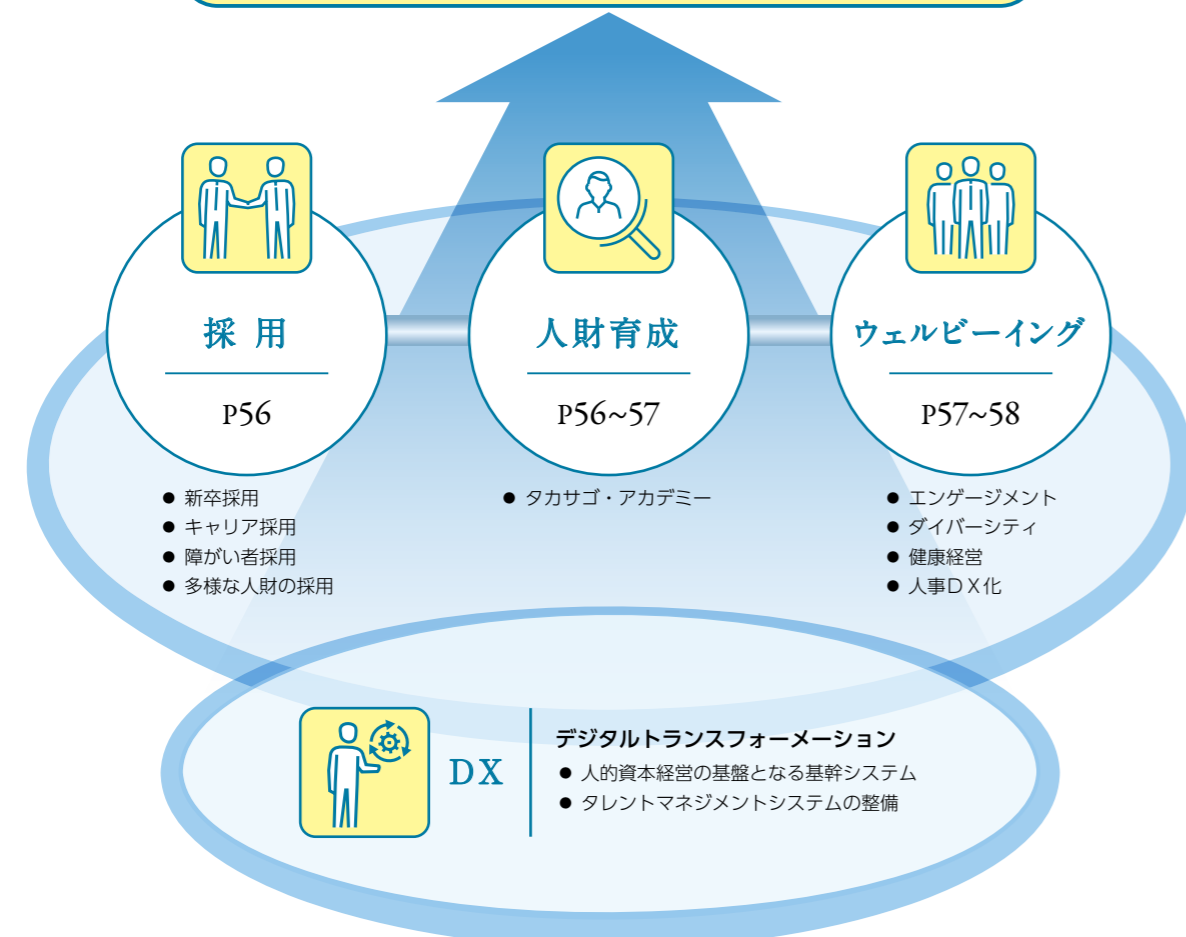 採用
P56
新卒採用
キャリア採用
障がい者採用
多様な人財の採用
人財育成
P56~57
タカサゴ・アカデミー
ウェルビーイング
P57~58
エンゲージメント
ダイバーシティ
健康経営
人事DX化
DX
デジタルトランスフォーメーション
人的資本経営の基盤となる基幹システム
タレントマネジメントシステムの整備